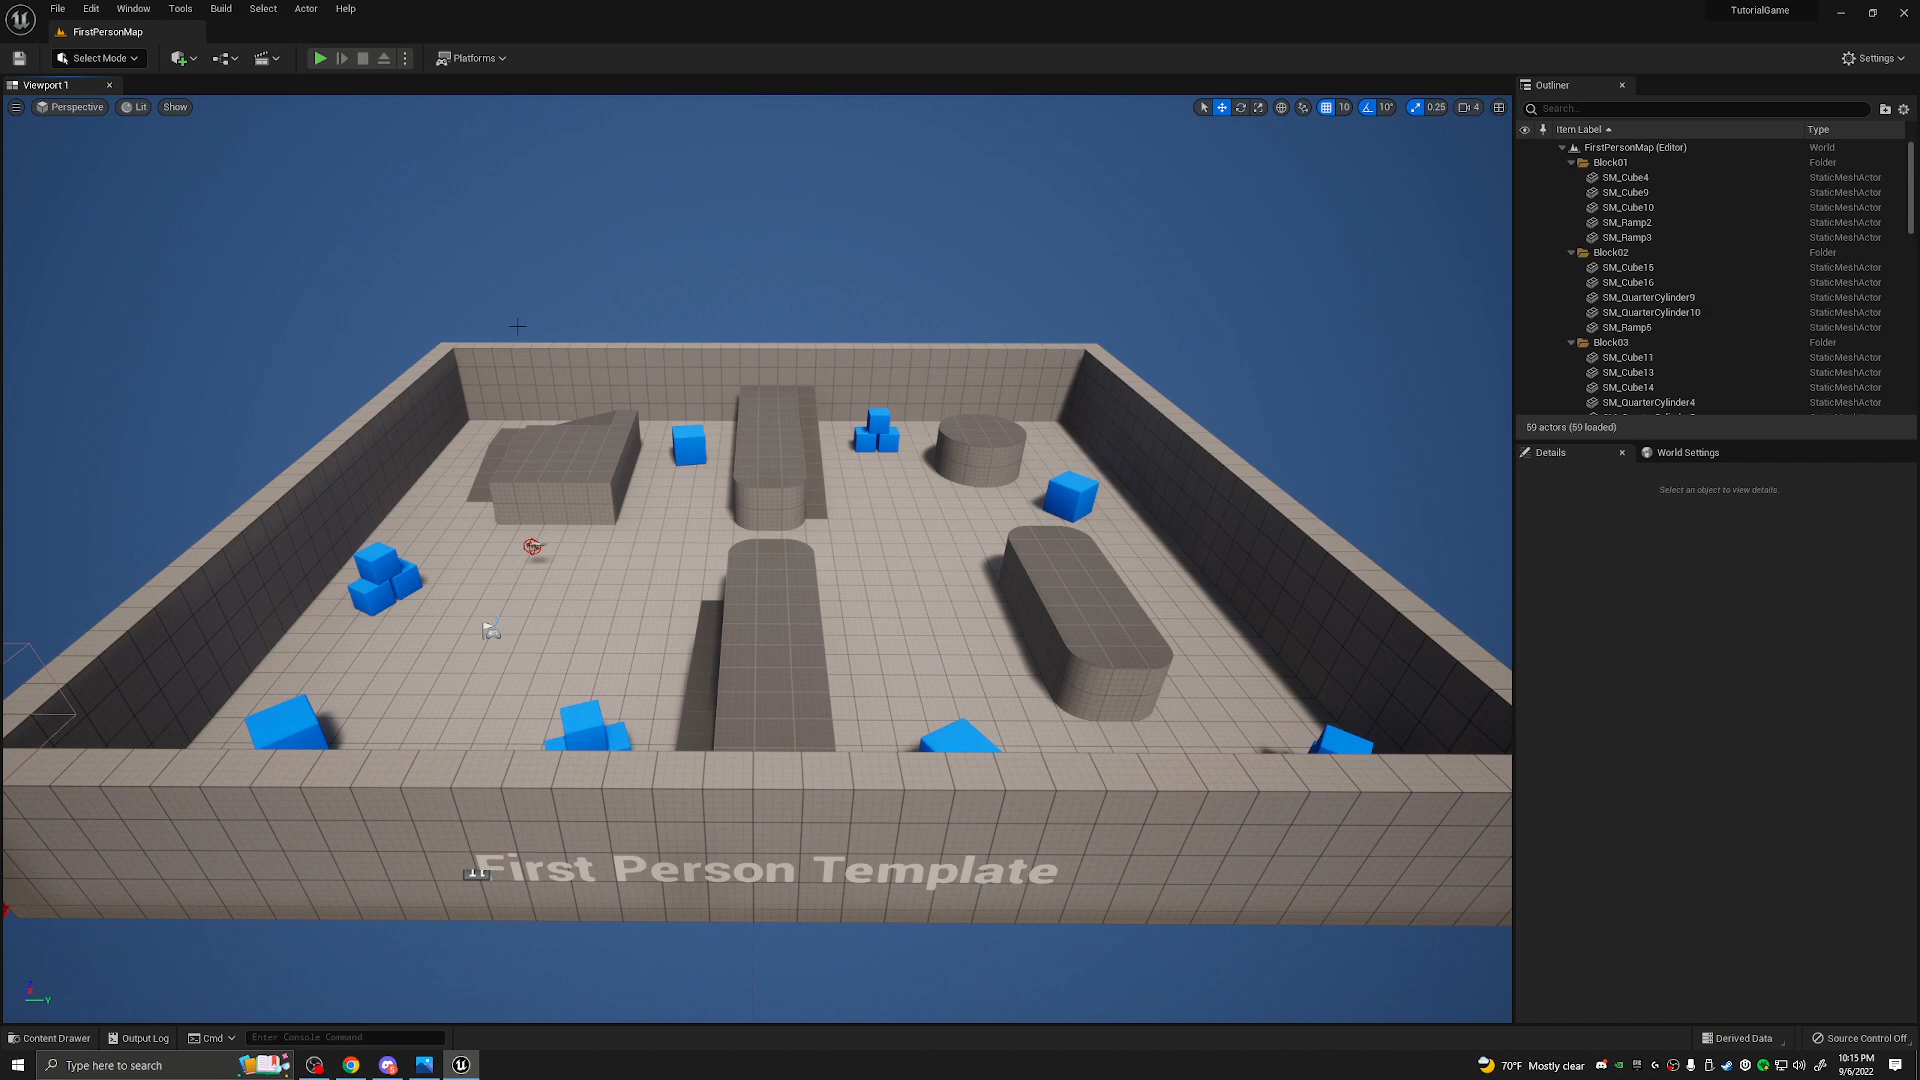 File Edit Window Tools Build Select Actor Help
TutorialGame
FirstPersonMap
Select Mode
Platforms
Settings
Viewport 1
Outliner
Perspective Lit Show
10 10° 0.25 4
Search...
Item Label Type
FirstPersonMap (Editor) World
Block01 Folder
SM_Cube4 StaticMeshActor
SM_Cube9 StaticMeshActor
SM_Cube10 StaticMeshActor
SM_Ramp2 StaticMeshActor
SM_Ramp3 StaticMeshActor
Block02 Folder
SM_Cube15 StaticMeshActor
SM_Cube16 StaticMeshActor
SM_QuarterCylinder9 StaticMeshActor
SM_QuarterCylinder10 StaticMeshActor
SM_Ramp5 StaticMeshActor
Block03 Folder
SM_Cube11 StaticMeshActor
SM_Cube13 StaticMeshActor
SM_Cube14 StaticMeshActor
SM_QuarterCylinder4 StaticMeshActor
59 actors (59 loaded)
Details World Settings
Select an object to view details.
First Person Template
Z
Y
Content Drawer Output Log Cmd Enter Console Command
Derived Data Source Control Off
Type here to search
70°F Mostly clear
10:15 PM
9/6/2022